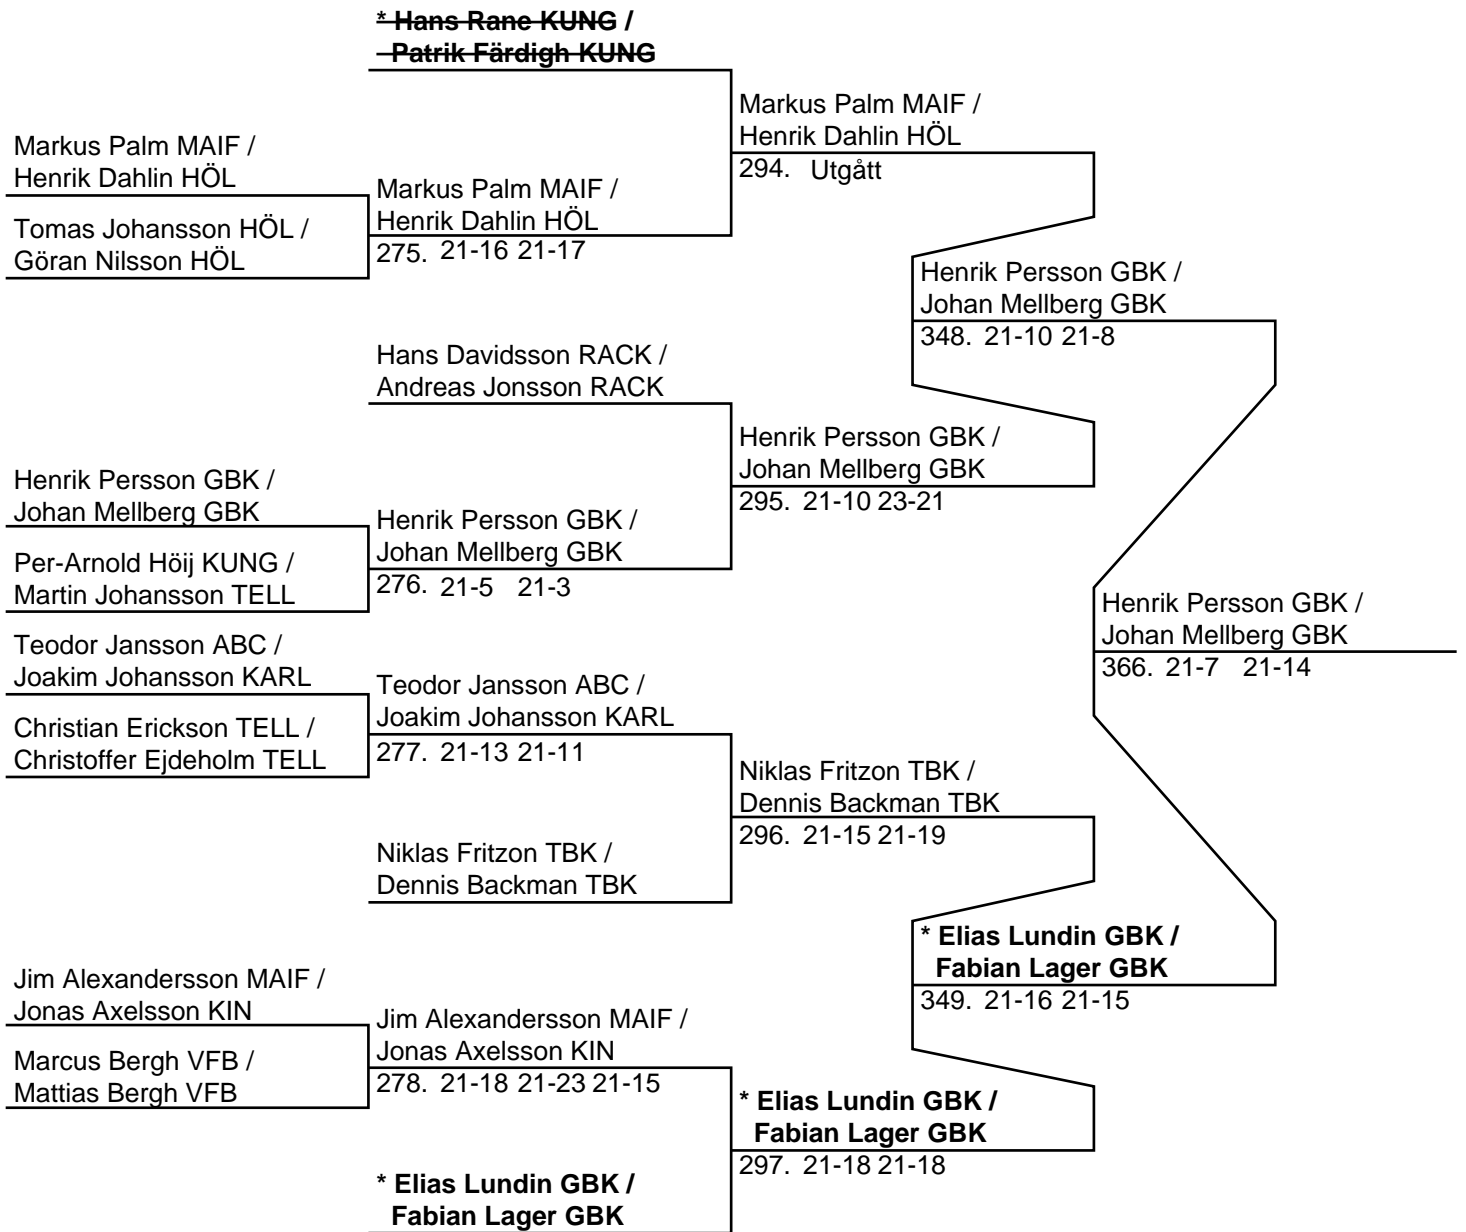 * Hans Rane KUNG /
Patrik Färdigh KUNG
Markus Palm MAIF /
Henrik Dahlin HÖL
Tomas Johansson HÖL /
Göran Nilsson HÖL
Markus Palm MAIF /
Henrik Dahlin HÖL
275. 21-16 21-17
Markus Palm MAIF /
Henrik Dahlin HÖL
294. Utgått
Hans Davidsson RACK /
Andreas Jonsson RACK
Henrik Persson GBK /
Johan Mellberg GBK
Per-Arnold Höij KUNG /
Martin Johansson TELL
Henrik Persson GBK /
Johan Mellberg GBK
276. 21-5 21-3
Henrik Persson GBK /
Johan Mellberg GBK
295. 21-10 23-21
Henrik Persson GBK /
Johan Mellberg GBK
348. 21-10 21-8
Teodor Jansson ABC /
Joakim Johansson KARL
Christian Erickson TELL /
Christoffer Ejdeholm TELL
Teodor Jansson ABC /
Joakim Johansson KARL
277. 21-13 21-11
Niklas Fritzon TBK /
Dennis Backman TBK
Niklas Fritzon TBK /
Dennis Backman TBK
296. 21-15 21-19
Jim Alexandersson MAIF /
Jonas Axelsson KIN
Marcus Bergh VFB /
Mattias Bergh VFB
Jim Alexandersson MAIF /
Jonas Axelsson KIN
278. 21-18 21-23 21-15
* Elias Lundin GBK /
Fabian Lager GBK
* Elias Lundin GBK /
Fabian Lager GBK
297. 21-18 21-18
* Elias Lundin GBK /
Fabian Lager GBK
349. 21-16 21-15
Henrik Persson GBK /
Johan Mellberg GBK
366. 21-7 21-14